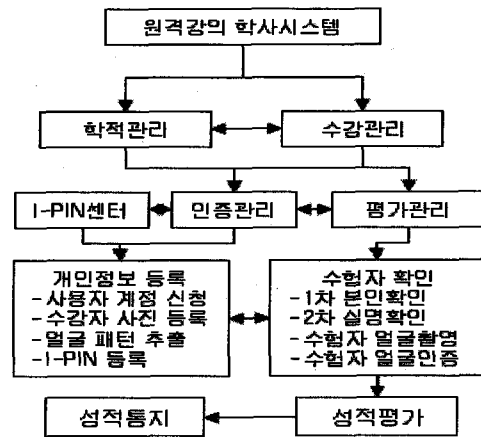 원격강의 학사시스템
학적관리
수강관리
I-PIN센터
인증관리
평가관리
개인정보 등록
-사용자 계정 신청
-수강자 사진 등록
-얼굴 패턴 추출
-I-PIN 등록
수험자 확인
-1차 본인확인
-2차 실명확인
-수험자 얼굴촬영
-수험자 얼굴인증
성적통지
성적평가